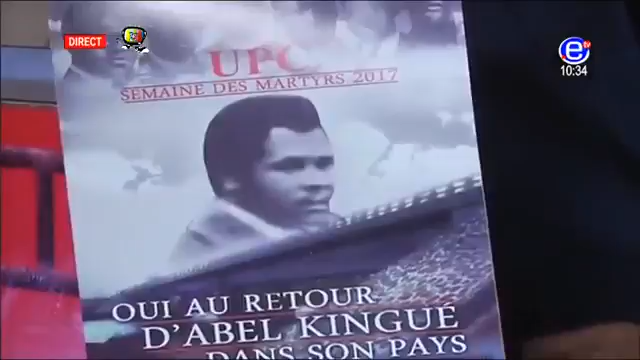 DIRECT
e
10:34
UPC
SEMAINE DES MARTYRS 2017
OUI AU RETOUR
D'ABEL KINGUÉ
DANS SON PAYS